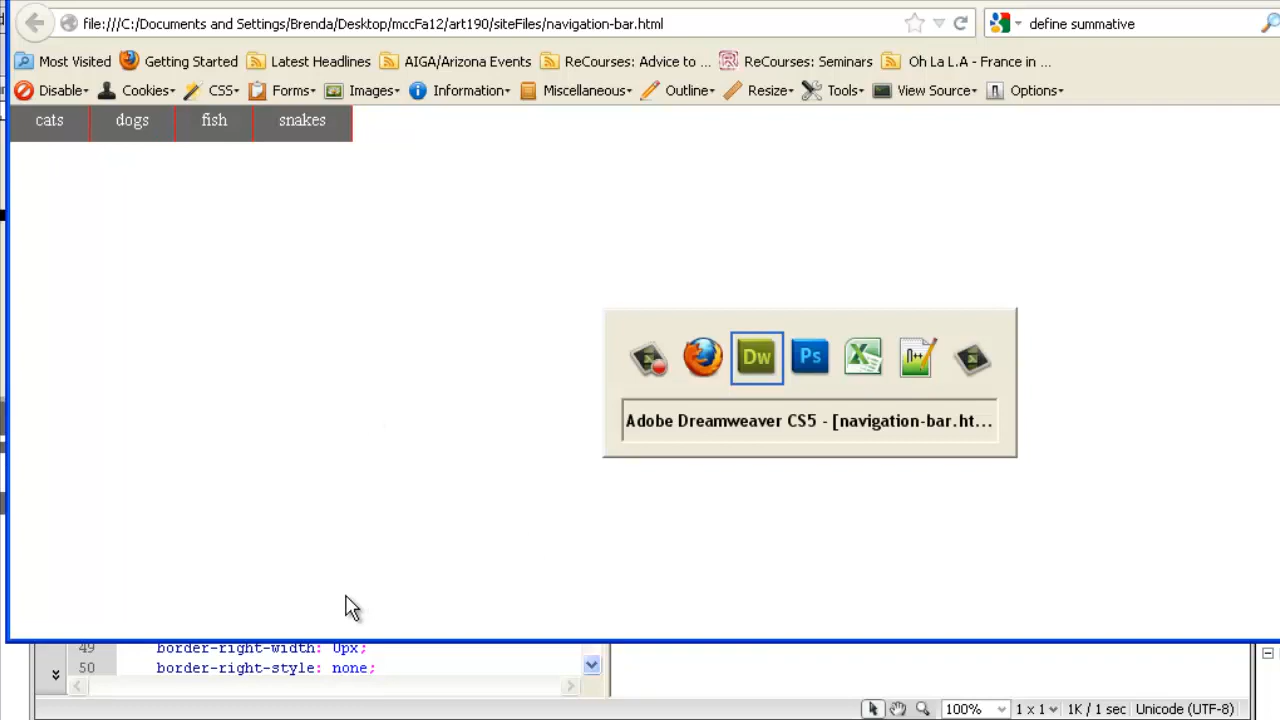 file:///C:/Documents and Settings/Brenda/Desktop/mccFa12/art190/siteFiles/navigation-bar.html define summative
Most Visited Getting Started Latest Headlines AIGA/Arizona Events ReCourses: Advice to ... ReCourses: Seminars Oh La L.A - France in ...
Disable Cookies CSS Forms Images Information Miscellaneous Outline Resize Tools View Source Options
cats dogs fish snakes
Dw Ps
Adobe Dreamweaver CS5 - [navigation-bar.ht...
49 border-right-width: 0px;
50 border-right-style: none;
100% 1 x 1 1K / 1 sec Unicode (UTF-8)